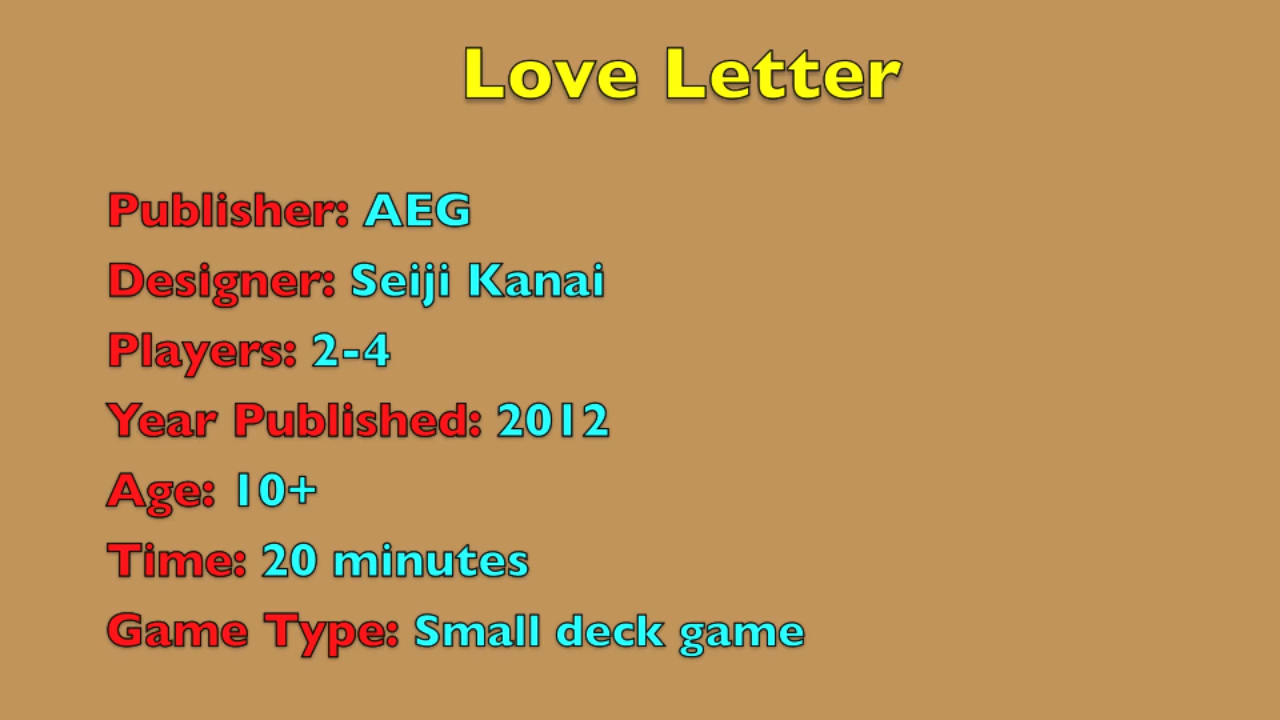 Love Letter
Publisher: AEG
Designer: Seiji Kanai
Players: 2-4
Year Published: 2012
Age: 10+
Time: 20 minutes
Game Type: Small deck game